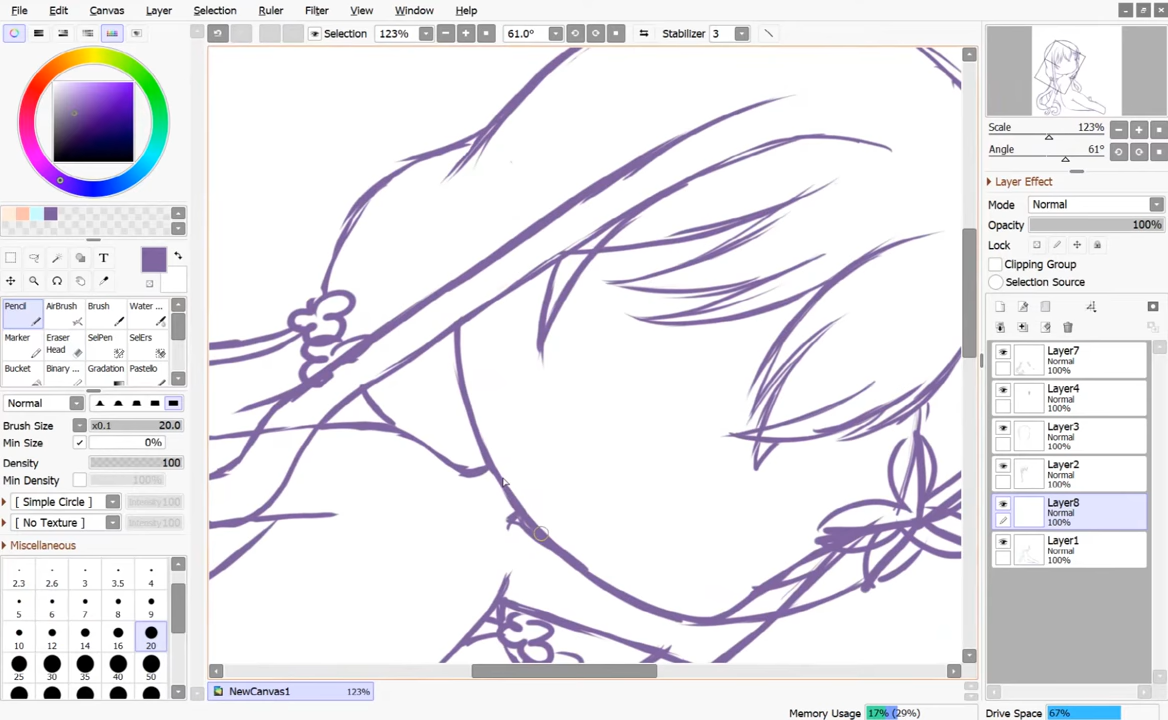 File Edit Canvas Layer Selection Ruler Filter View Window Help
Selection 123% 61.0° Stabilizer 3
Scale 123%
Angle 61°
Layer Effect
Mode Normal
Opacity 100%
Lock
Clipping Group
Selection Source
T
Pencil AirBrush Brush Water ...
Marker Eraser Head SelPen SelErs
Bucket Binary ... Gradation Pastello
Normal
Brush Size x0.1 20.0
Min Size 0%
Density 100
Min Density 100%
[ Simple Circle ] Intensity 100
[ No Texture ] Intensity 100
Miscellaneous
2.3 2.6 3 3.5 4
5 6 7 8 9
10 12 14 16 20
25 30 35 40 50
Layer7
Normal
100%
Layer4
Normal
100%
Layer3
Normal
100%
Layer2
Normal
100%
Layer8
Normal
100%
Layer1
Normal
100%
NewCanvas1 123%
Memory Usage 17% (29%) Drive Space 67%